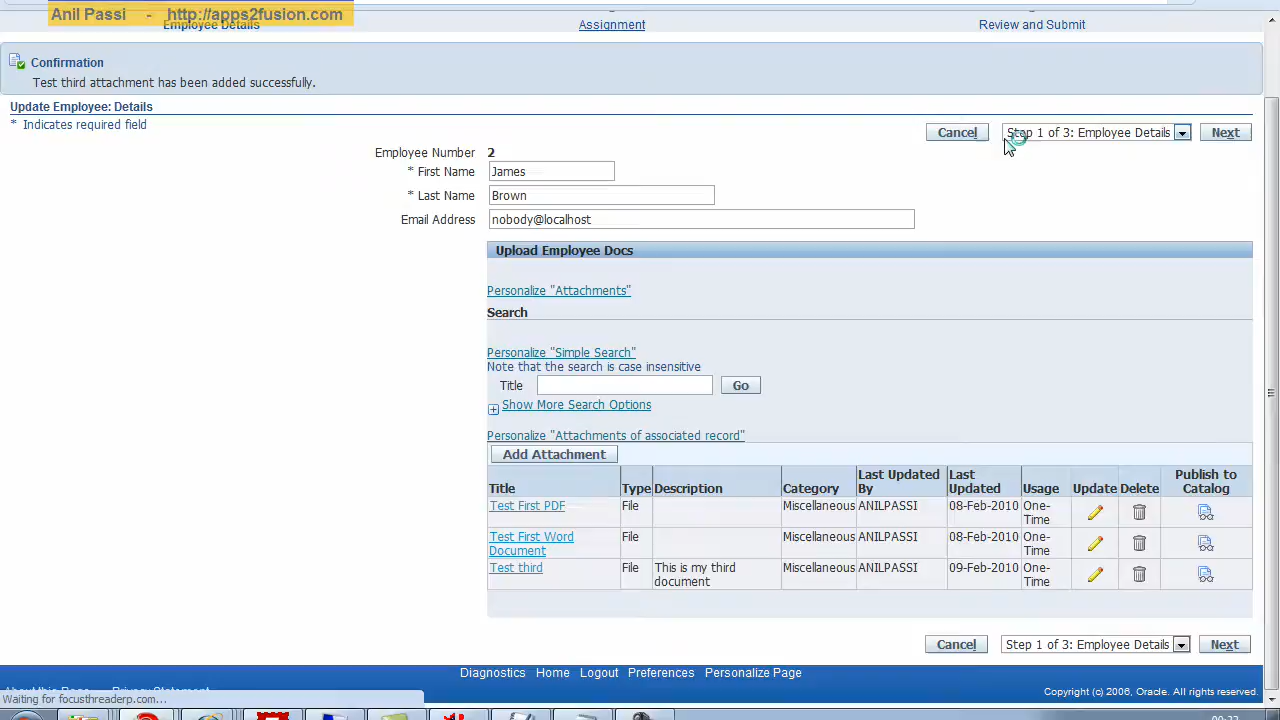 Anil Passi - http://apps2fusion.com
Employee Details Assignment Review and Submit
Confirmation
Test third attachment has been added successfully.
Update Employee: Details
* Indicates required field
Cancel Step 1 of 3: Employee Details Next
Employee Number 2
* First Name James
* Last Name Brown
Email Address nobody@localhost
Upload Employee Docs
Personalize "Attachments"
Search
Personalize "Simple Search"
Note that the search is case insensitive
Title Go
Show More Search Options
Personalize "Attachments of associated record"
Add Attachment
Title Type Description Category Last Updated By Last Updated Usage Update Delete Publish to Catalog
Test First PDF File Miscellaneous ANILPASSI 08-Feb-2010 One-Time
Test First Word Document File Miscellaneous ANILPASSI 08-Feb-2010 One-Time
Test third File This is my third document Miscellaneous ANILPASSI 09-Feb-2010 One-Time
Cancel Step 1 of 3: Employee Details Next
Diagnostics Home Logout Preferences Personalize Page
About this Page Privacy Statement
Copyright (c) 2006, Oracle. All rights reserved.
Waiting for focusthreaderp.com...